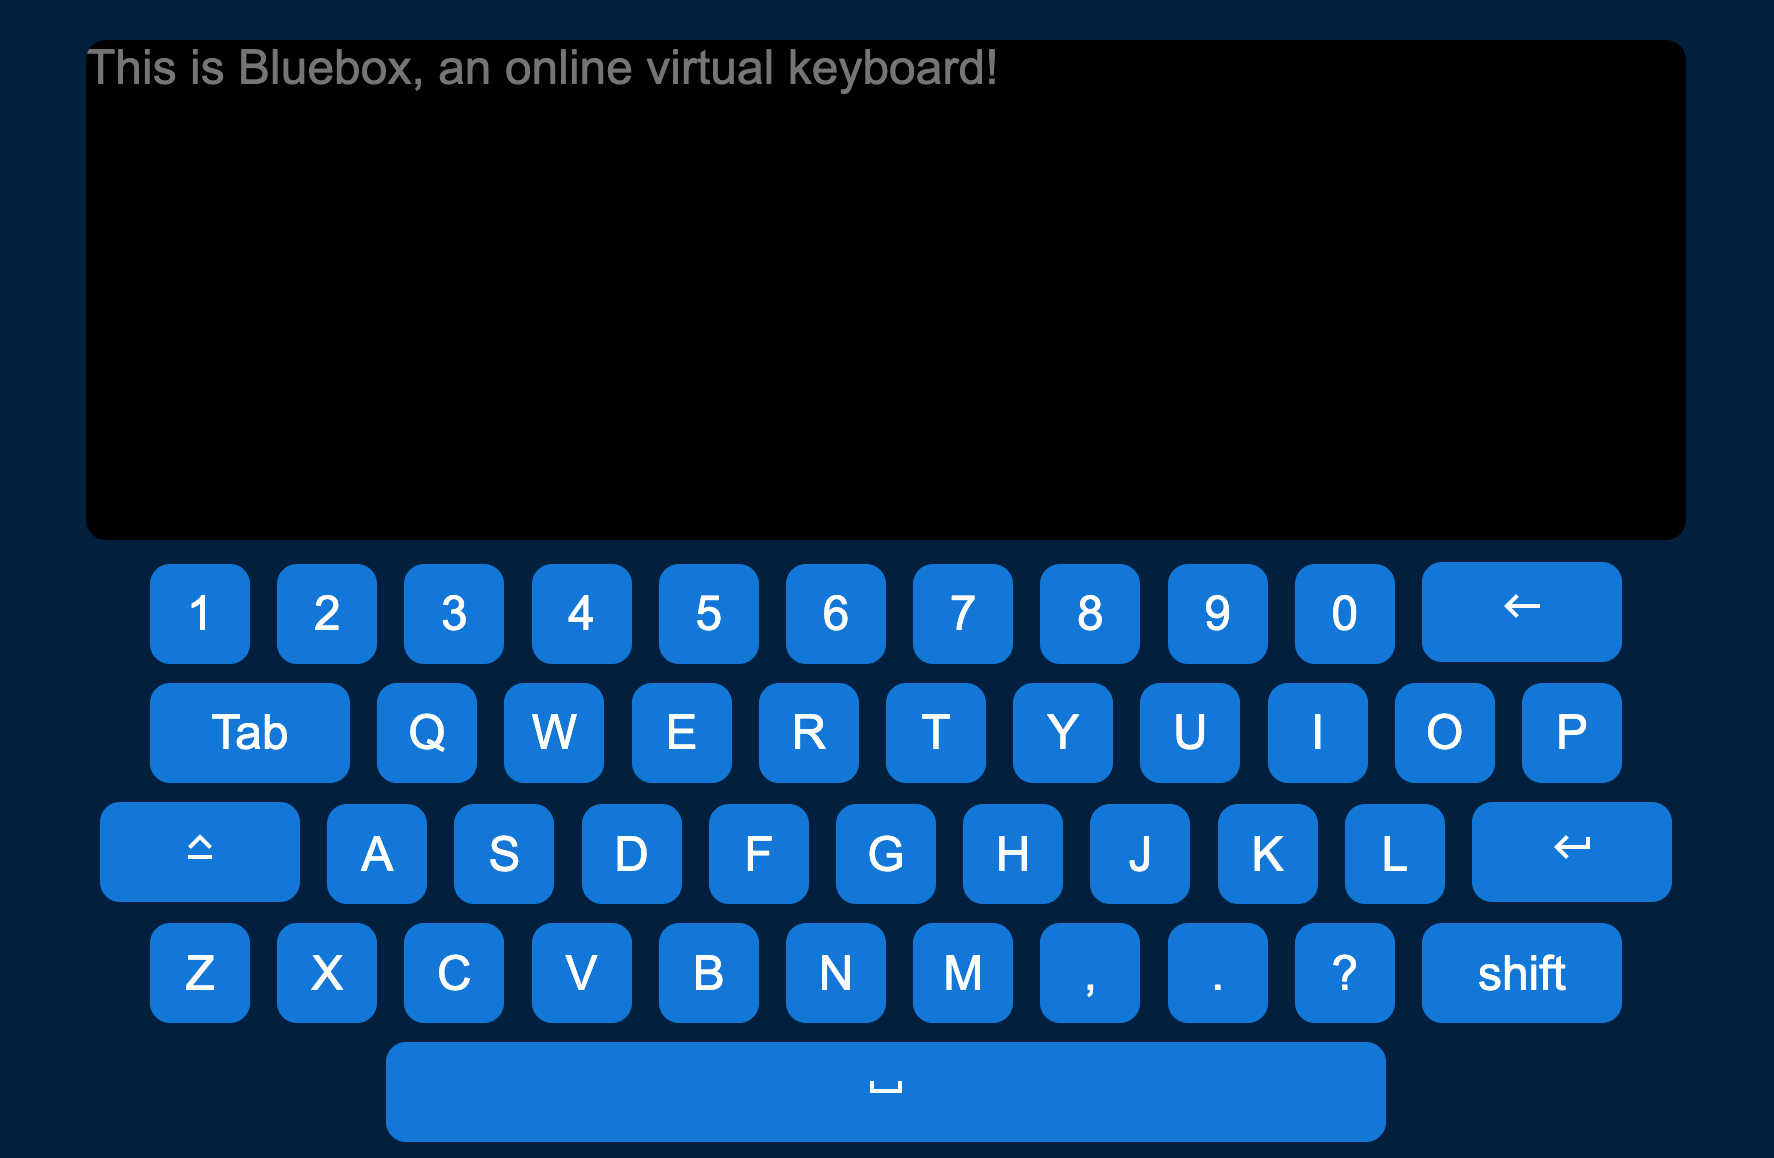 This is Bluebox, an online virtual keyboard!
1 2 3 4 5 6 7 8 9 0 ←
Tab Q W E R T Y U I O P
A S D F G H J K L ↵
Z X C V B N M , . ? shift